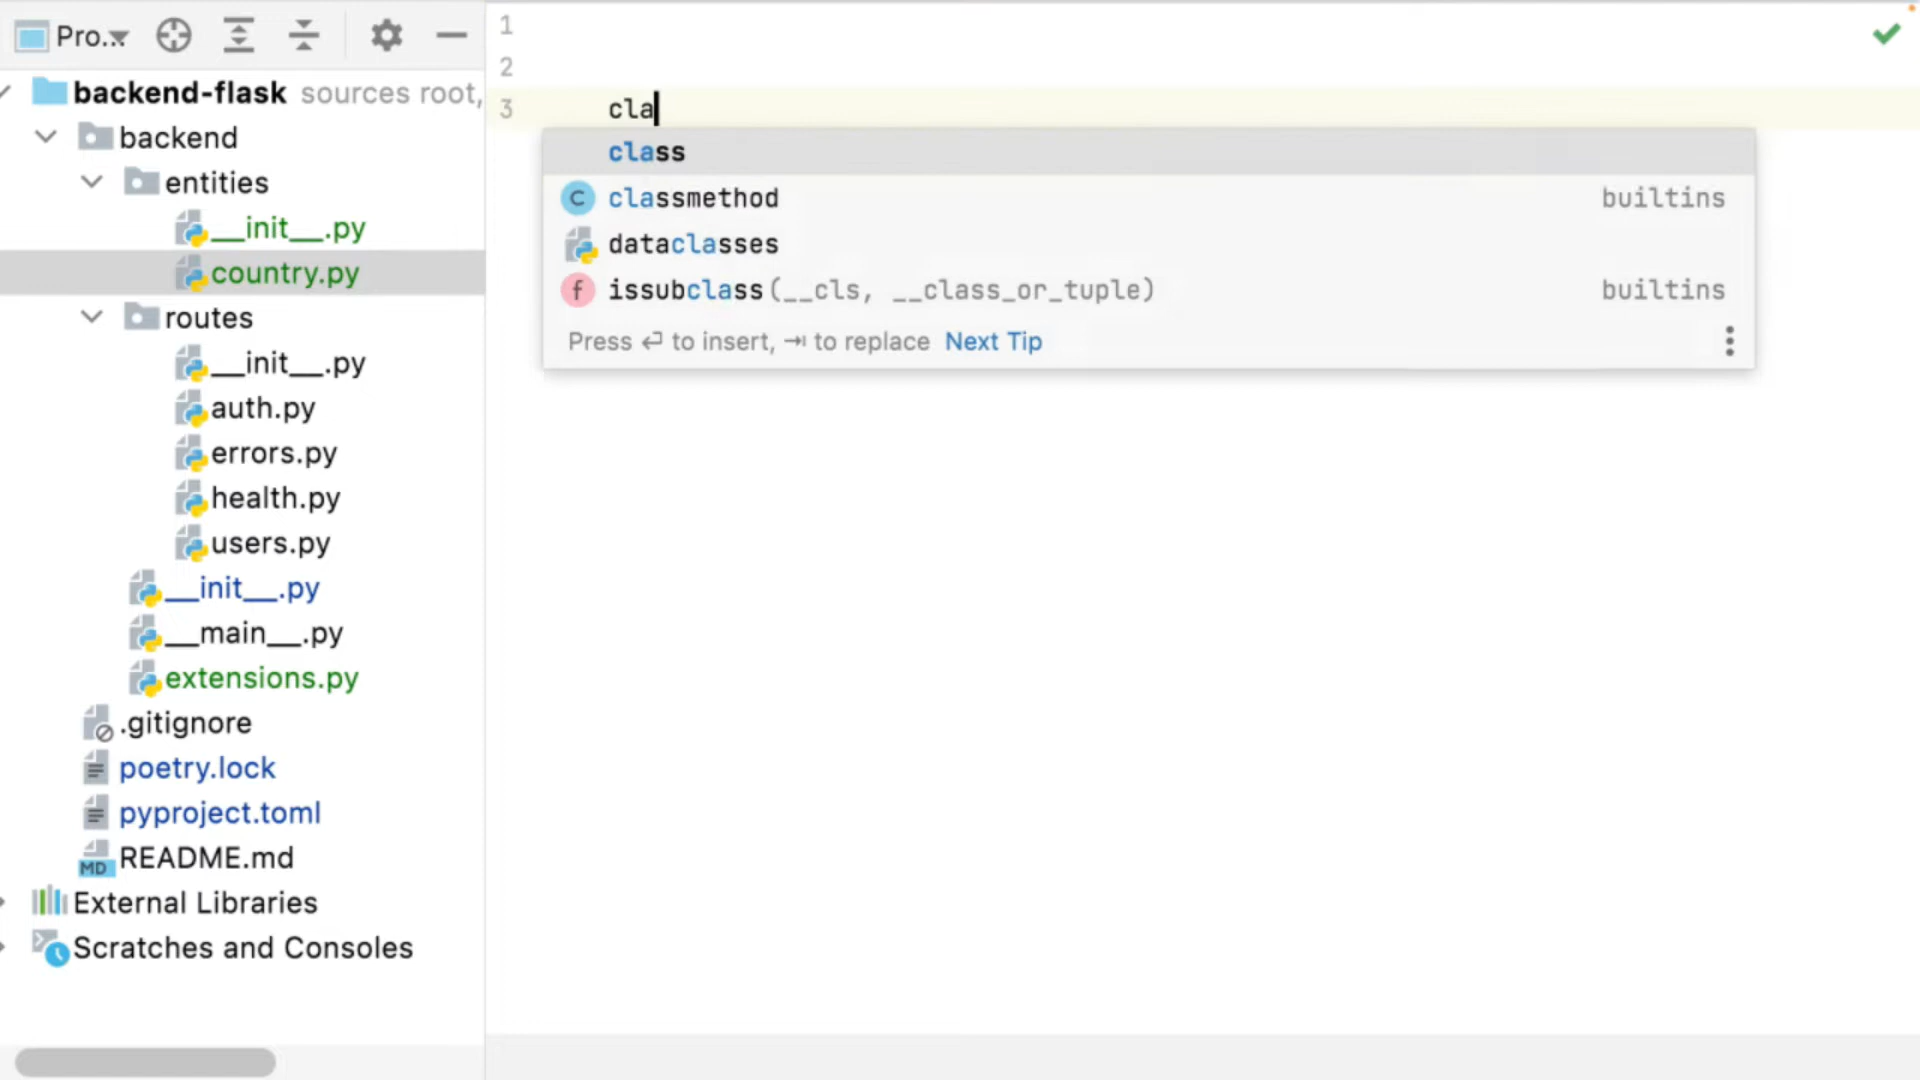 Pro...
backend-flask sources root,
backend
entities
__init__.py
country.py
routes
__init__.py
auth.py
errors.py
health.py
users.py
__init__.py
__main__.py
extensions.py
.gitignore
poetry.lock
pyproject.toml
MD README.md
External Libraries
Scratches and Consoles
1
2
3 cla
class
C classmethod builtins
dataclasses
f issubclass(__cls, __class_or_tuple) builtins
Press ↵ to insert, ⇥ to replace Next Tip